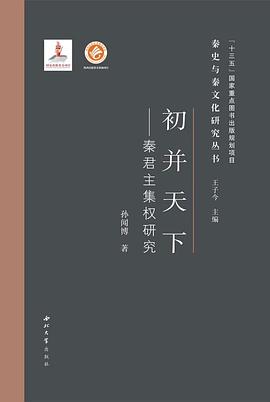 「十三五」国家重点图书出版规划项目
秦史与秦文化研究丛书
王子今 主编
初并天下
——秦君主集权研究
孙闻博 著
西北大学出版社